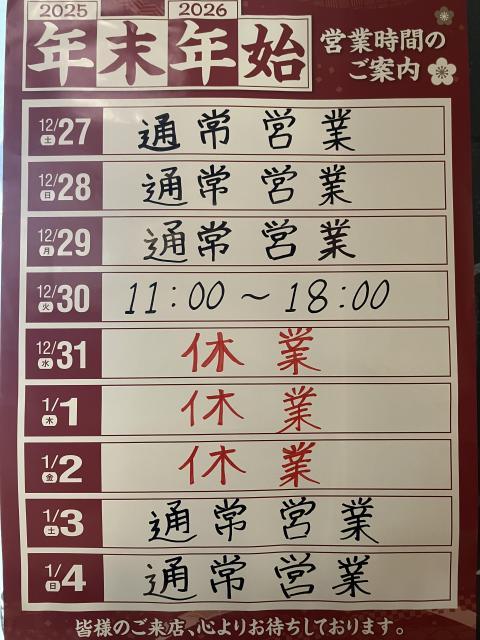 2025 2026
年末年始
営業時間の
ご案内
12/27 土 通常営業
12/28 日 通常営業
12/29 月 通常営業
12/30 火 11:00〜18:00
12/31 水 休業
1/1 木 休業
1/2 金 休業
1/3 土 通常営業
1/4 日 通常営業
皆様のご来店、心よりお待ちしております。